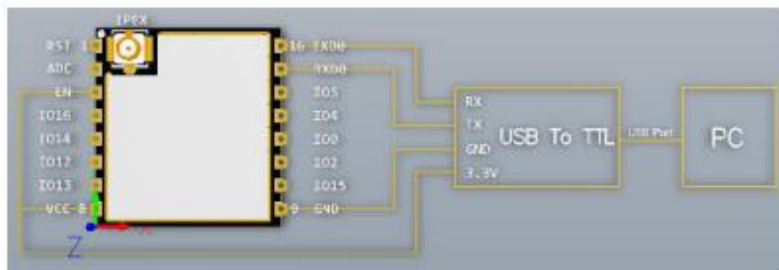 IPEX
RST 1
16 TXD0
ADC
RXD0
EN
IO5
IO16
IO4
IO14
IO0
IO12
IO2
IO13
IO15
VCC 8
9 GND
RX
TX
GND
3.3V
USB To TTL
USB Port
PC
Z